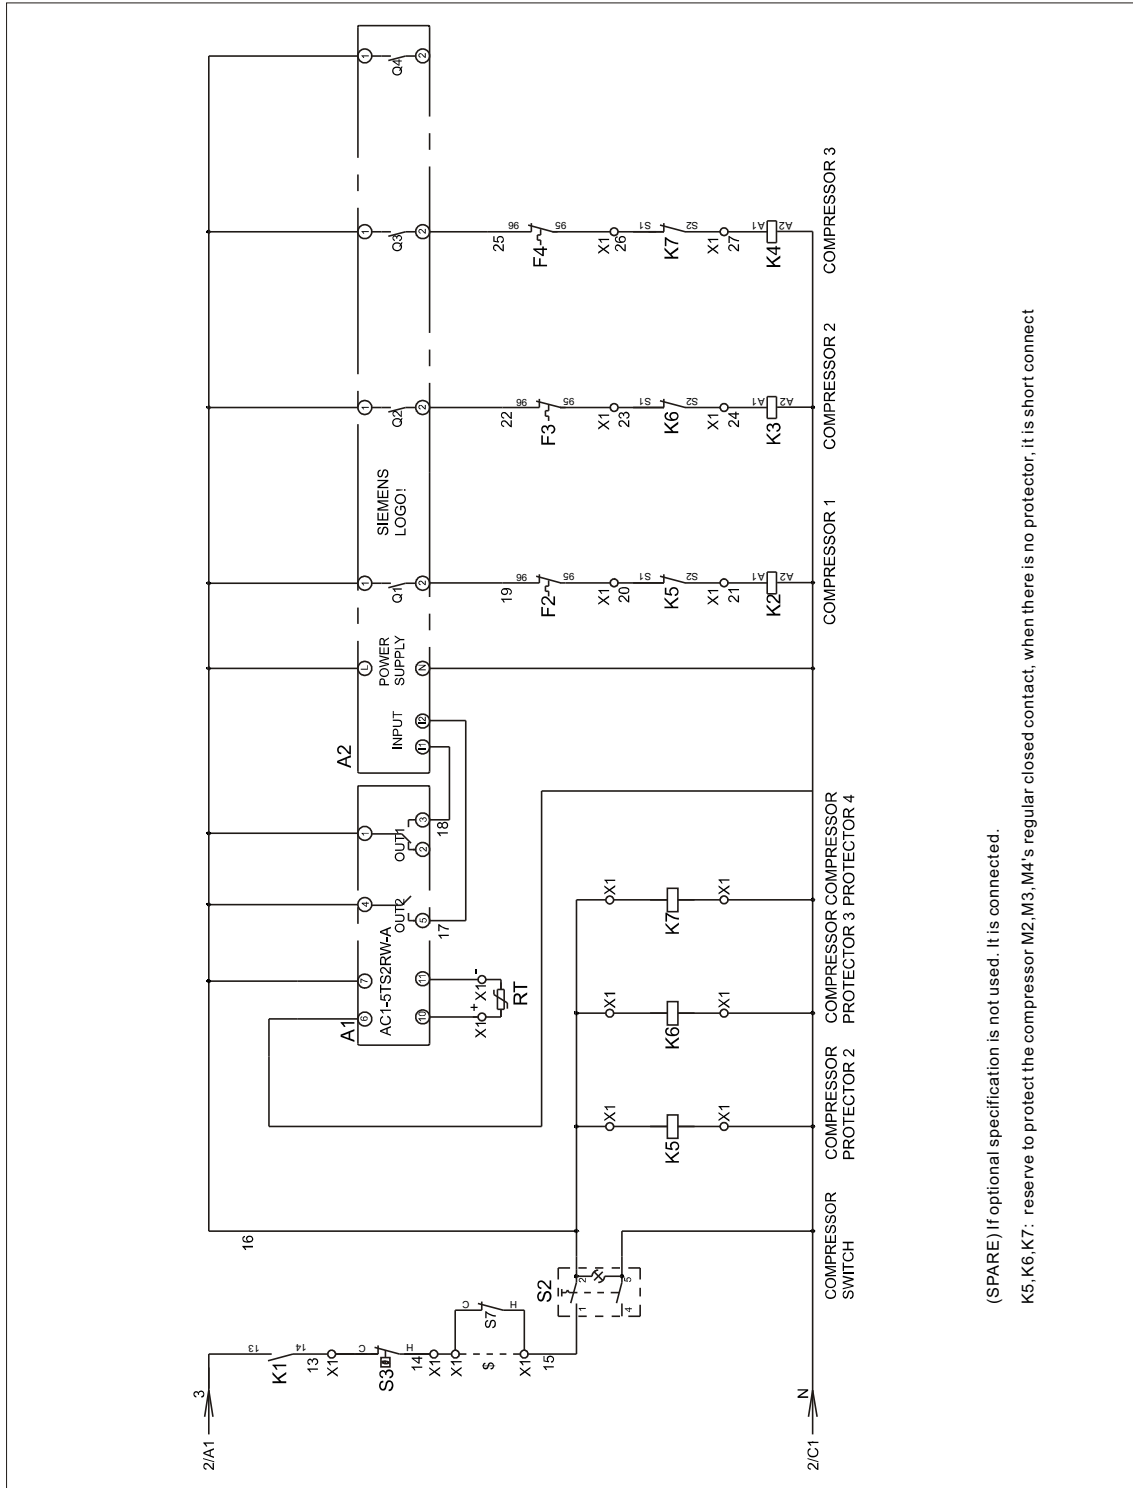 2/A1
3
K1
13
14
13
X1
S3
C
H
14
X1
X1
$
S7
C
H
X1
15
S2
1
2
4
5
16
2/C1
N
COMPRESSOR
SWITCH
K5
X1
X1
COMPRESSOR
PROTECTOR 2
K6
X1
X1
COMPRESSOR
PROTECTOR 3
K7
X1
X1
COMPRESSOR
PROTECTOR 4
A1
AC1-5TS2RW-A
6
7
4
1
OUT2
OUT1
10
11
5
2
3
X1
+
X1
-
RT
17
18
A2
INPUT
I1
I2
POWER
SUPPLY
L
N
SIEMENS
LOGO!
1
Q1
2
19
F2
96
95
X1
20
K5
S1
S2
X1
21
K2
A1
A2
COMPRESSOR 1
1
Q2
2
22
F3
96
95
X1
23
K6
S1
S2
X1
24
K3
A1
A2
COMPRESSOR 2
1
Q3
2
25
F4
96
95
X1
26
K7
S1
S2
X1
27
K4
A1
A2
COMPRESSOR 3
1
Q4
2
(SPARE) If optional specification is not used. It is connected.
K5,K6,K7: reserve to protect the compressor M2,M3,M4's regular closed contact, when there is no protector, it is short connect